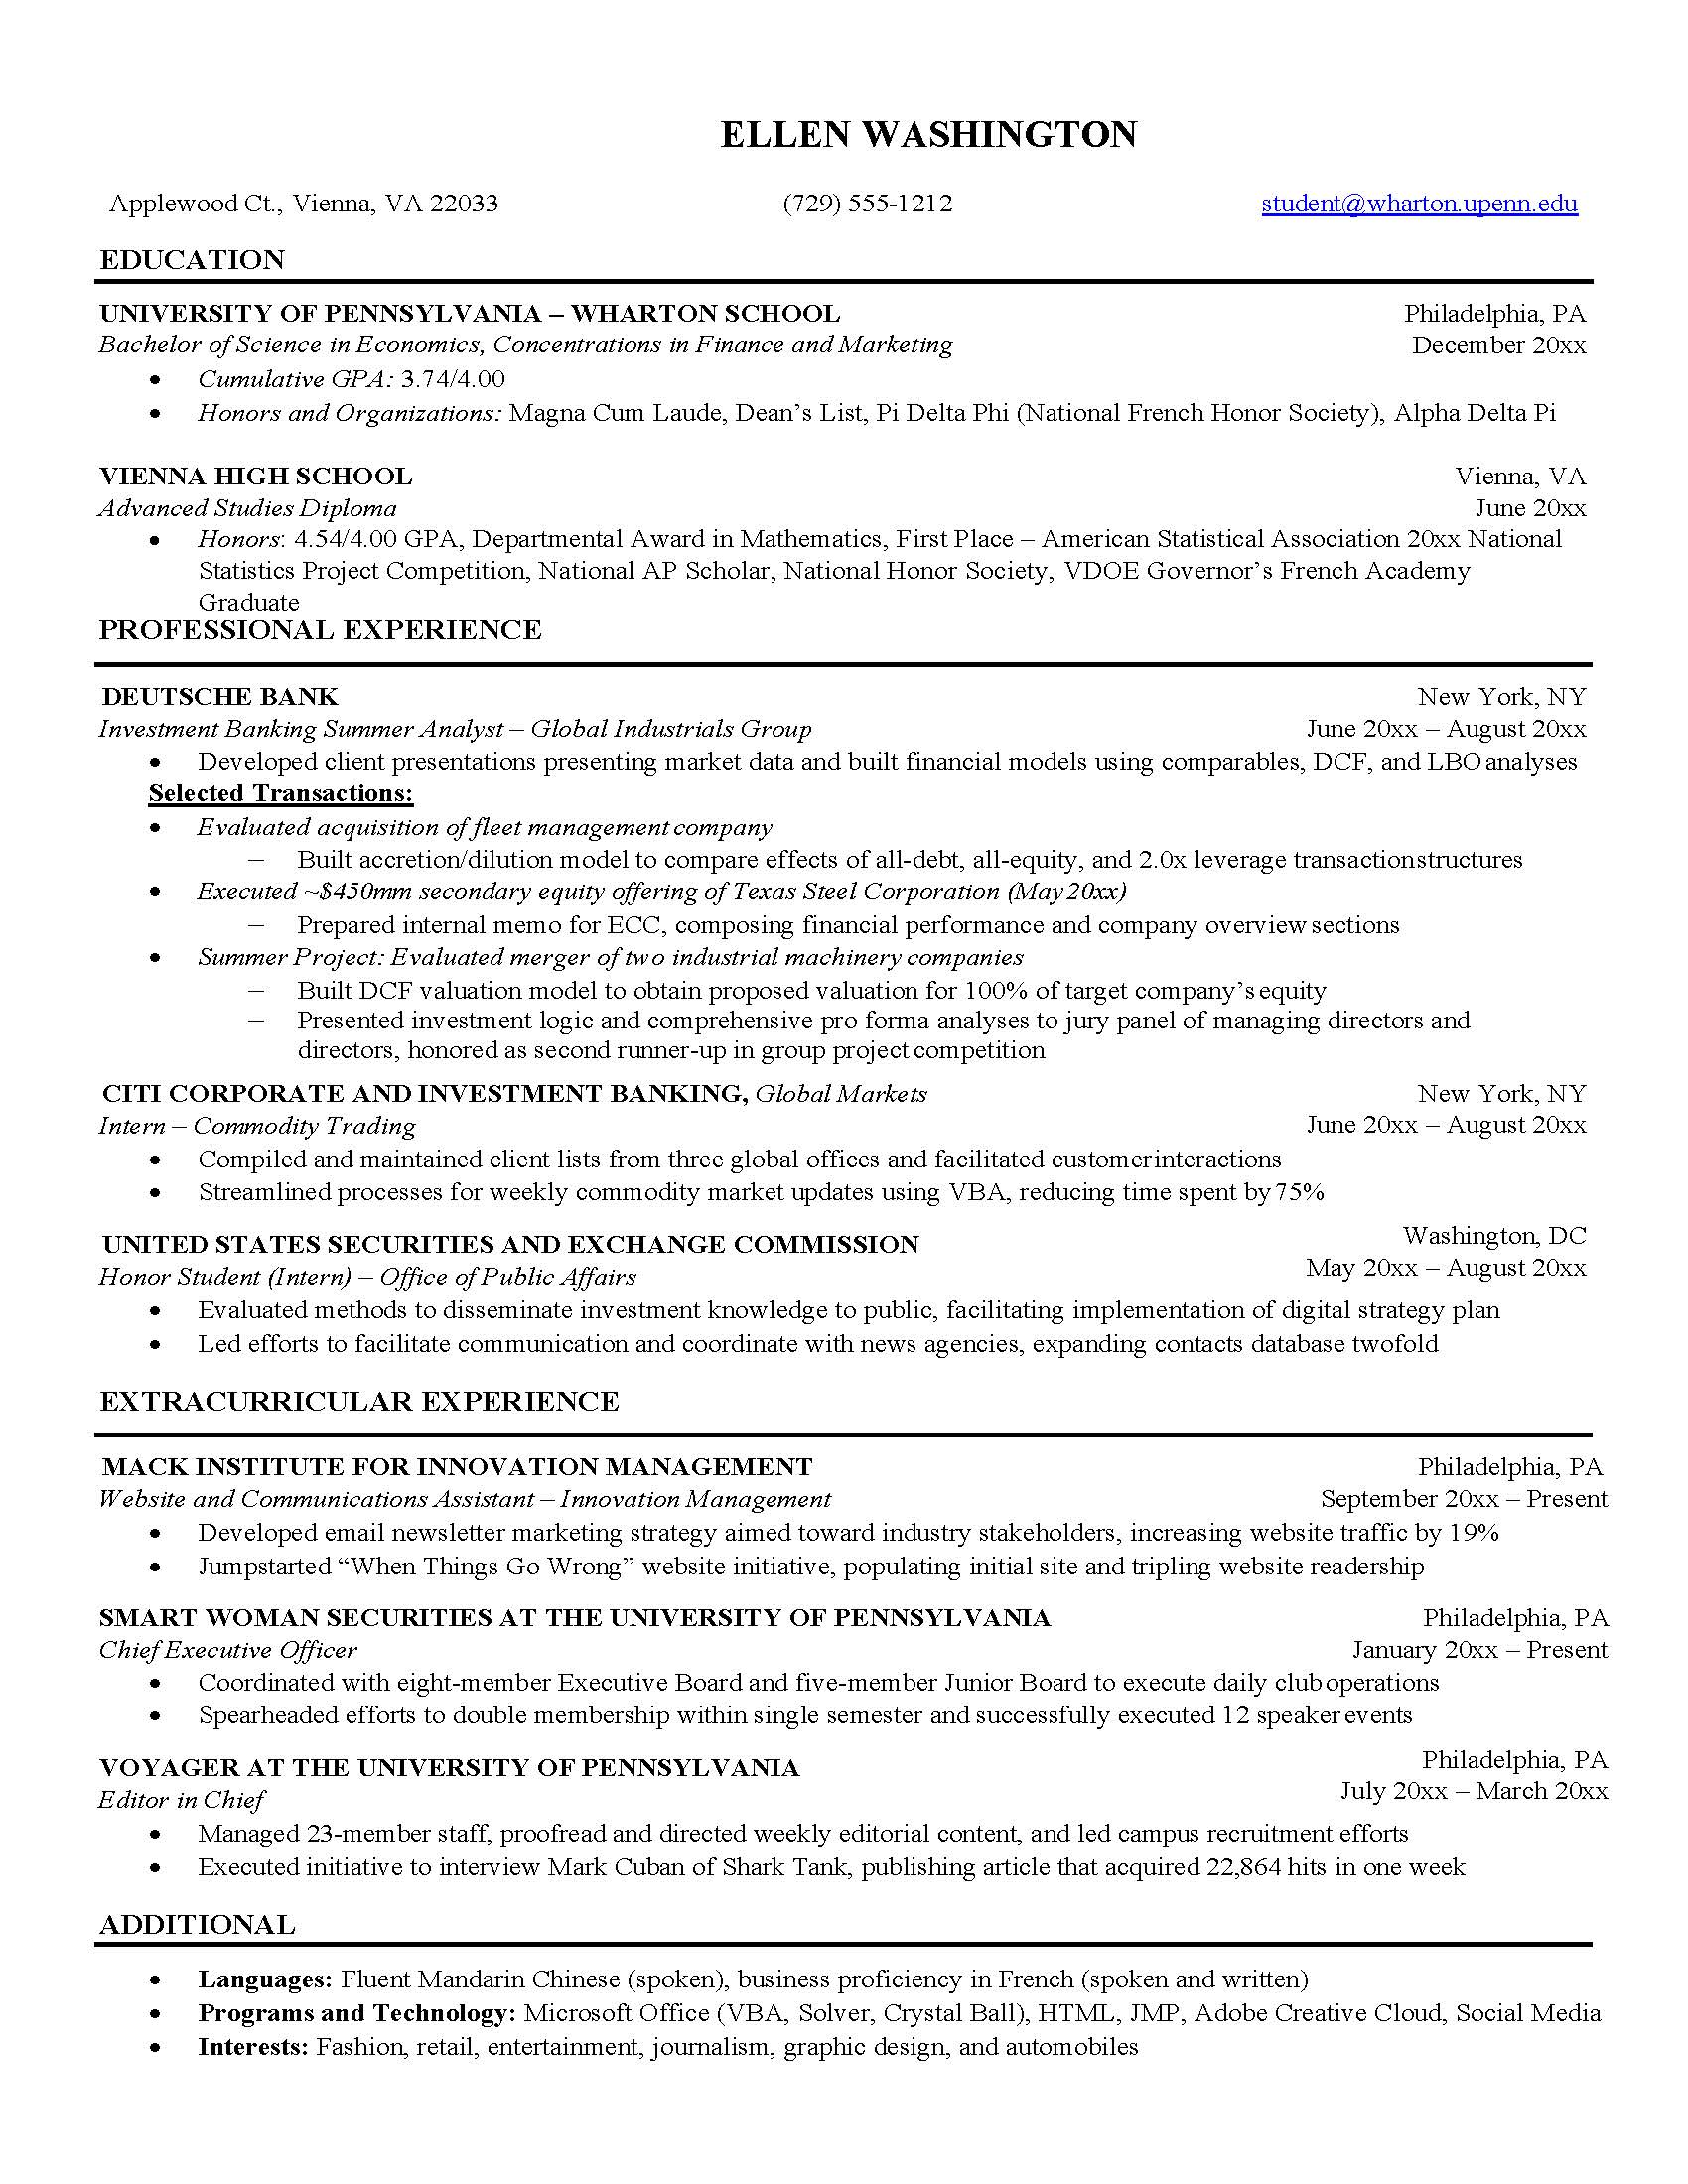 ELLEN WASHINGTON
Applewood Ct., Vienna, VA 22033 (729) 555-1212 student@wharton.upenn.edu
EDUCATION
UNIVERSITY OF PENNSYLVANIA – WHARTON SCHOOL Philadelphia, PA
Bachelor of Science in Economics, Concentrations in Finance and Marketing December 20xx
• Cumulative GPA: 3.74/4.00
• Honors and Organizations: Magna Cum Laude, Dean’s List, Pi Delta Phi (National French Honor Society), Alpha Delta Pi
VIENNA HIGH SCHOOL Vienna, VA
Advanced Studies Diploma June 20xx
• Honors: 4.54/4.00 GPA, Departmental Award in Mathematics, First Place – American Statistical Association 20xx National
Statistics Project Competition, National AP Scholar, National Honor Society, VDOE Governor’s French Academy
Graduate
PROFESSIONAL EXPERIENCE
DEUTSCHE BANK New York, NY
Investment Banking Summer Analyst – Global Industrials Group June 20xx – August 20xx
• Developed client presentations presenting market data and built financial models using comparables, DCF, and LBO analyses
Selected Transactions:
• Evaluated acquisition of fleet management company
– Built accretion/dilution model to compare effects of all-debt, all-equity, and 2.0x leverage transaction structures
• Executed ~$450mm secondary equity offering of Texas Steel Corporation (May 20xx)
– Prepared internal memo for ECC, composing financial performance and company overview sections
• Summer Project: Evaluated merger of two industrial machinery companies
– Built DCF valuation model to obtain proposed valuation for 100% of target company’s equity
– Presented investment logic and comprehensive pro forma analyses to jury panel of managing directors and
directors, honored as second runner-up in group project competition
CITI CORPORATE AND INVESTMENT BANKING, Global Markets New York, NY
Intern – Commodity Trading June 20xx – August 20xx
• Compiled and maintained client lists from three global offices and facilitated customer interactions
• Streamlined processes for weekly commodity market updates using VBA, reducing time spent by 75%
UNITED STATES SECURITIES AND EXCHANGE COMMISSION Washington, DC
Honor Student (Intern) – Office of Public Affairs May 20xx – August 20xx
• Evaluated methods to disseminate investment knowledge to public, facilitating implementation of digital strategy plan
• Led efforts to facilitate communication and coordinate with news agencies, expanding contacts database twofold
EXTRACURRICULAR EXPERIENCE
MACK INSTITUTE FOR INNOVATION MANAGEMENT Philadelphia, PA
Website and Communications Assistant – Innovation Management September 20xx – Present
• Developed email newsletter marketing strategy aimed toward industry stakeholders, increasing website traffic by 19%
• Jumpstarted “When Things Go Wrong” website initiative, populating initial site and tripling website readership
SMART WOMAN SECURITIES AT THE UNIVERSITY OF PENNSYLVANIA Philadelphia, PA
Chief Executive Officer January 20xx – Present
• Coordinated with eight-member Executive Board and five-member Junior Board to execute daily club operations
• Spearheaded efforts to double membership within single semester and successfully executed 12 speaker events
VOYAGER AT THE UNIVERSITY OF PENNSYLVANIA Philadelphia, PA
Editor in Chief July 20xx – March 20xx
• Managed 23-member staff, proofread and directed weekly editorial content, and led campus recruitment efforts
• Executed initiative to interview Mark Cuban of Shark Tank, publishing article that acquired 22,864 hits in one week
ADDITIONAL
• Languages: Fluent Mandarin Chinese (spoken), business proficiency in French (spoken and written)
• Programs and Technology: Microsoft Office (VBA, Solver, Crystal Ball), HTML, JMP, Adobe Creative Cloud, Social Media
• Interests: Fashion, retail, entertainment, journalism, graphic design, and automobiles